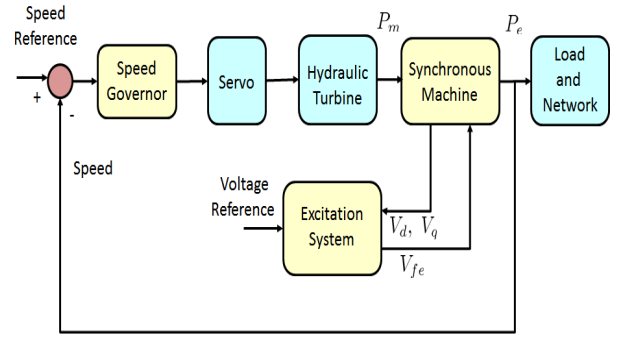 Speed
Reference
+
-
Speed
Governor
Servo
Hydraulic
Turbine
P_m
Synchronous
Machine
P_e
Load
and
Network
Speed
Voltage
Reference
Excitation
System
V_d, V_q
V_fe